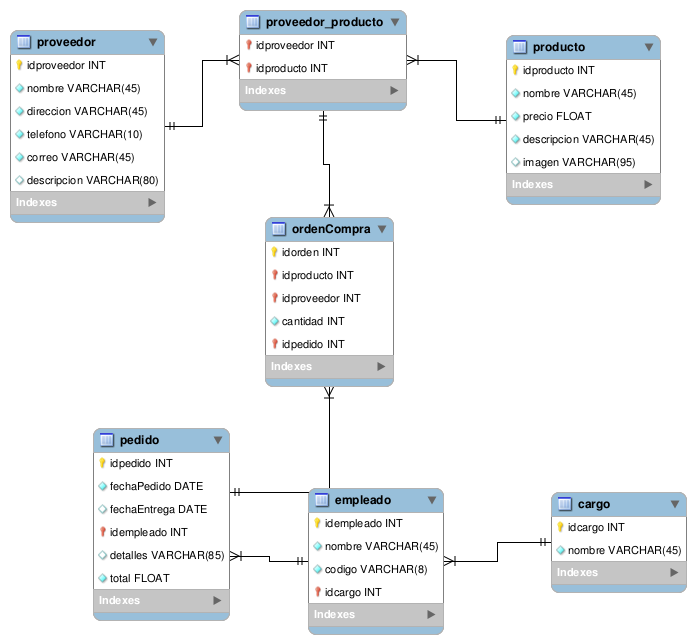 proveedor
idproveedor INT
nombre VARCHAR(45)
direccion VARCHAR(45)
telefono VARCHAR(10)
correo VARCHAR(45)
descripcion VARCHAR(80)
Indexes
proveedor_producto
idproveedor INT
idproducto INT
Indexes
producto
idproducto INT
nombre VARCHAR(45)
precio FLOAT
descripcion VARCHAR(45)
imagen VARCHAR(95)
Indexes
ordenCompra
idorden INT
idproducto INT
idproveedor INT
cantidad INT
idpedido INT
Indexes
pedido
idpedido INT
fechaPedido DATE
fechaEntrega DATE
idempleado INT
detalles VARCHAR(85)
total FLOAT
Indexes
empleado
idempleado INT
nombre VARCHAR(45)
codigo VARCHAR(8)
idcargo INT
Indexes
cargo
idcargo INT
nombre VARCHAR(45)
Indexes